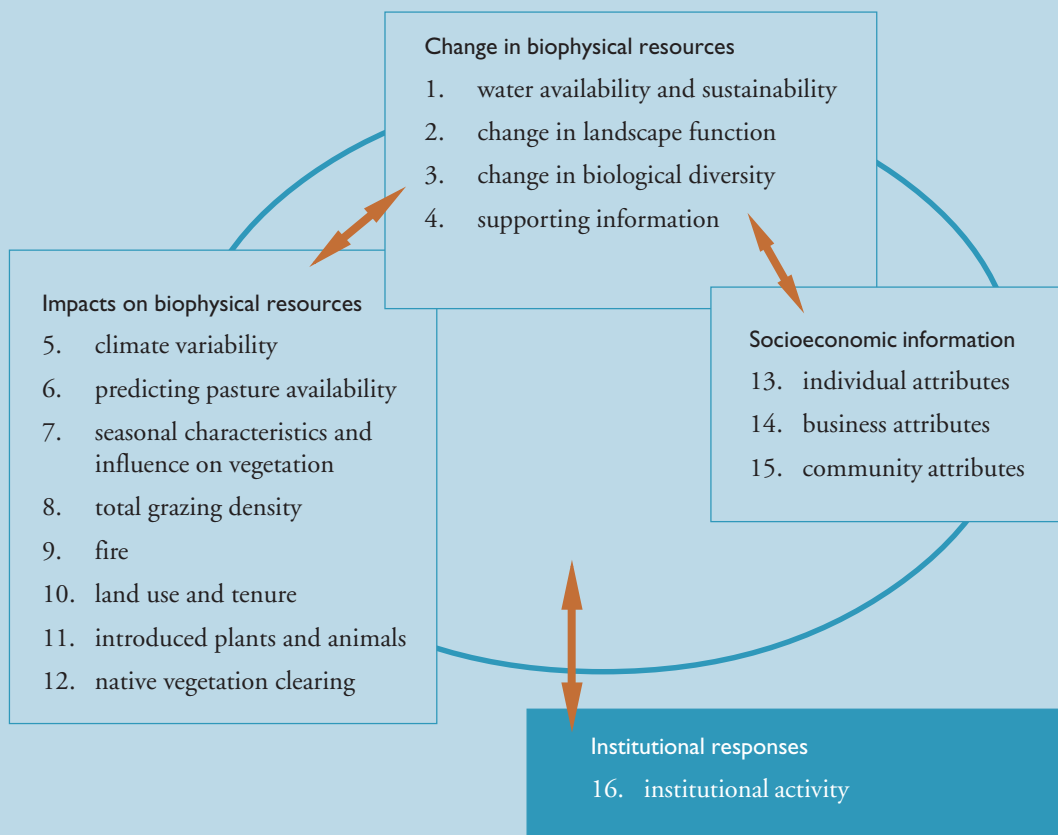 Change in biophysical resources
1. water availability and sustainability
2. change in landscape function
3. change in biological diversity
4. supporting information
Impacts on biophysical resources
5. climate variability
6. predicting pasture availability
7. seasonal characteristics and
influence on vegetation
8. total grazing density
9. fire
10. land use and tenure
11. introduced plants and animals
12. native vegetation clearing
Socioeconomic information
13. individual attributes
14. business attributes
15. community attributes
Institutional responses
16. institutional activity